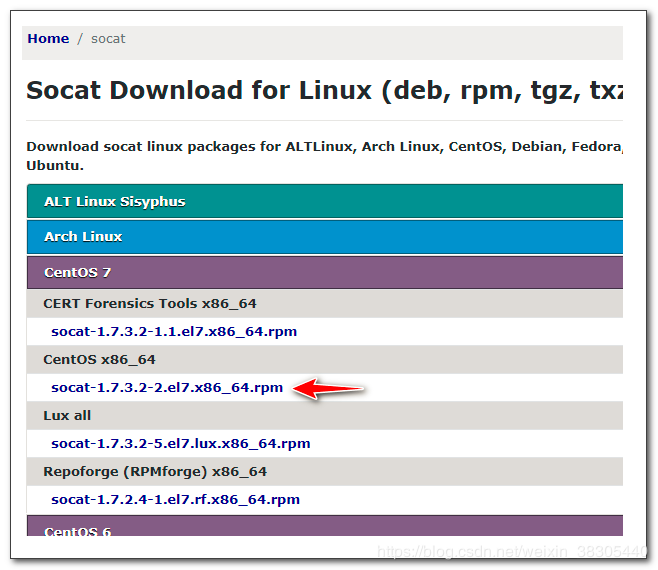 Home / socat
Socat Download for Linux (deb, rpm, tgz, txz
Download socat linux packages for ALTLinux, Arch Linux, CentOS, Debian, Fedora,
Ubuntu.
ALT Linux Sisyphus
Arch Linux
CentOS 7
CERT Forensics Tools x86_64
socat-1.7.3.2-1.1.el7.x86_64.rpm
CentOS x86_64
socat-1.7.3.2-2.el7.x86_64.rpm
Lux all
socat-1.7.3.2-5.el7.lux.x86_64.rpm
Repoforge (RPMforge) x86_64
socat-1.7.2.4-1.el7.rf.x86_64.rpm
CentOS 6
https://blog.csdn.net/weixin_38305440